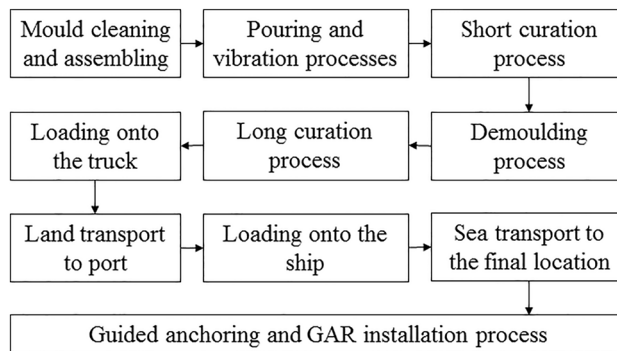 Mould cleaning
and assembling
Pouring and
vibration processes
Short curation
process
Demoulding
process
Long curation
process
Loading onto
the truck
Land transport
to port
Loading onto the
ship
Sea transport to
the final location
Guided anchoring and GAR installation process